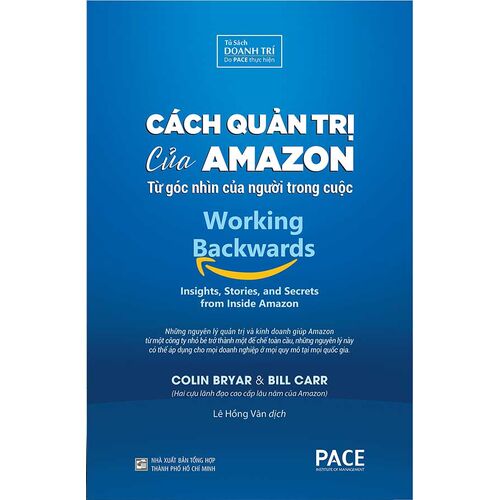 Tủ Sách
DOANH TRÍ
Do PACE thực hiện
CÁCH QUẢN TRỊ
Của AMAZON
Từ góc nhìn của người trong cuộc
Working
Backwards
Insights, Stories, and Secrets
from Inside Amazon
Những nguyên lý quản trị và kinh doanh giúp Amazon
từ một công ty nhỏ bé trở thành một đế chế toàn cầu, những nguyên lý này
có thể áp dụng cho mọi doanh nghiệp ở mọi quy mô tại mọi quốc gia.
COLIN BRYAR & BILL CARR
(Hai cựu lãnh đạo cao cấp lâu năm của Amazon)
Lê Hồng Vân dịch
NHÀ XUẤT BẢN TỔNG HỢP
THÀNH PHỐ HỒ CHÍ MINH
PACE
INSTITUTE OF MANAGEMENT